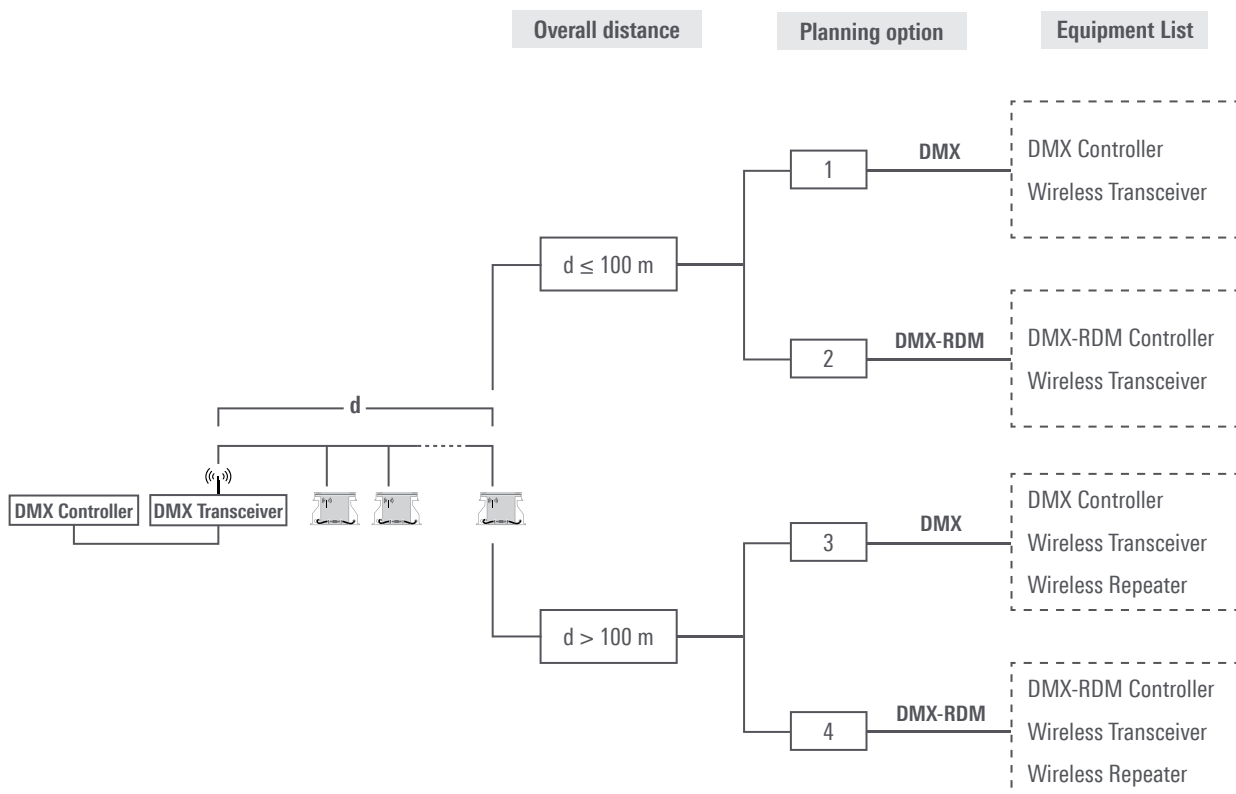 Overall distance
Planning option
Equipment List
d ≤ 100 m
1
DMX
DMX Controller
Wireless Transceiver
2
DMX-RDM
DMX-RDM Controller
Wireless Transceiver
d
DMX Controller
DMX Transceiver
d > 100 m
3
DMX
DMX Controller
Wireless Transceiver
Wireless Repeater
4
DMX-RDM
DMX-RDM Controller
Wireless Transceiver
Wireless Repeater